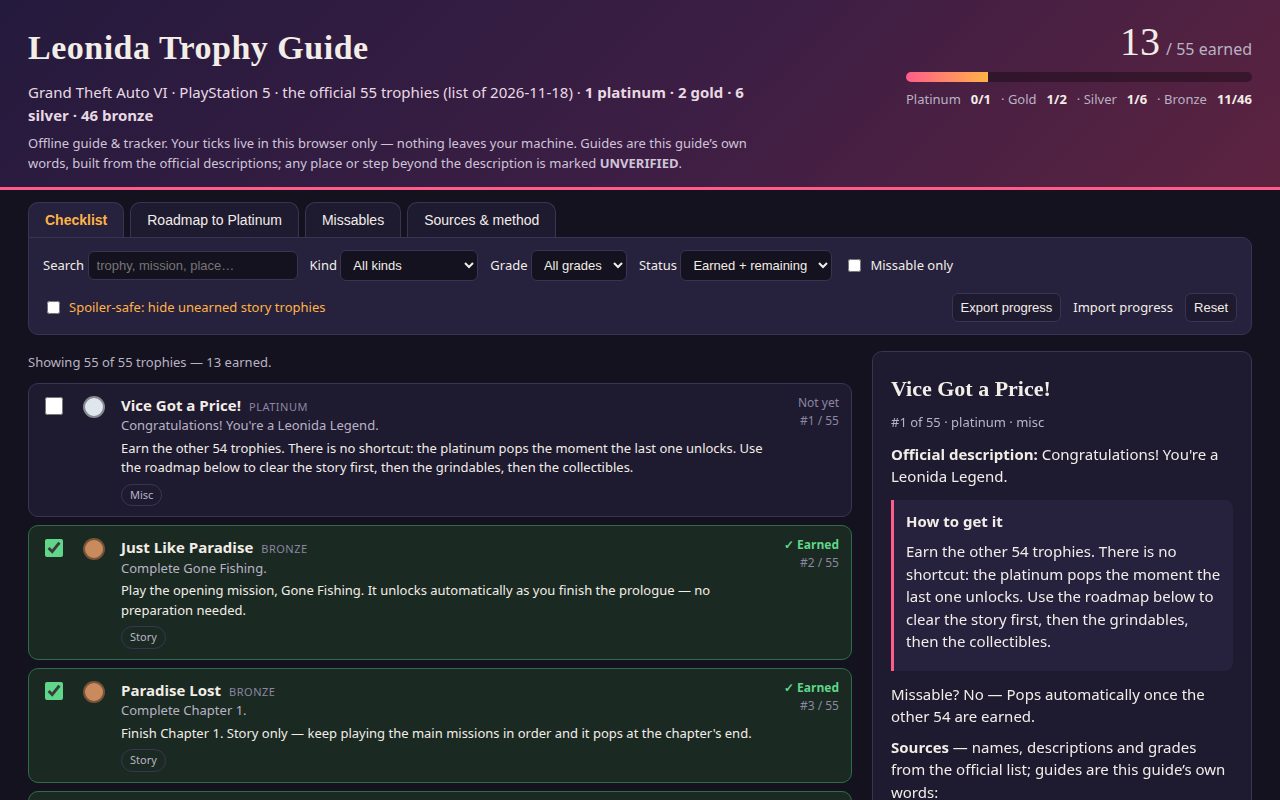 Leonida Trophy Guide
Grand Theft Auto VI · PlayStation 5 · the official 55 trophies (list of 2026-11-18) · 1 platinum · 2 gold · 6
silver · 46 bronze
Offline guide & tracker. Your ticks live in this browser only — nothing leaves your machine. Guides are this guide’s own
words, built from the official descriptions; any place or step beyond the description is marked UNVERIFIED.
13 / 55 earned
Platinum 0/1 · Gold 1/2 · Silver 1/6 · Bronze 11/46
Checklist
Roadmap to Platinum
Missables
Sources & method
Search trophy, mission, place… Kind All kinds Grade All grades Status Earned + remaining Missable only
Spoiler-safe: hide unearned story trophies
Export progress Import progress Reset
Showing 55 of 55 trophies — 13 earned.
Vice Got a Price! PLATINUM
Not yet
Congratulations! You're a Leonida Legend.
#1 / 55
Earn the other 54 trophies. There is no shortcut: the platinum pops the moment the last one unlocks. Use
the roadmap below to clear the story first, then the grindables, then the collectibles.
Misc
Just Like Paradise BRONZE
✓ Earned
Complete Gone Fishing.
#2 / 55
Play the opening mission, Gone Fishing. It unlocks automatically as you finish the prologue — no
preparation needed.
Story
Paradise Lost BRONZE
✓ Earned
Complete Chapter 1.
#3 / 55
Finish Chapter 1. Story only — keep playing the main missions in order and it pops at the chapter's end.
Story
Vice Got a Price!
#1 of 55 · platinum · misc
Official description: Congratulations! You're a
Leonida Legend.
How to get it
Earn the other 54 trophies. There is no
shortcut: the platinum pops the moment the
last one unlocks. Use the roadmap below to
clear the story first, then the grindables,
then the collectibles.
Missable? No — Pops automatically once the
other 54 are earned.
Sources — names, descriptions and grades
from the official list; guides are this guide’s own
words: